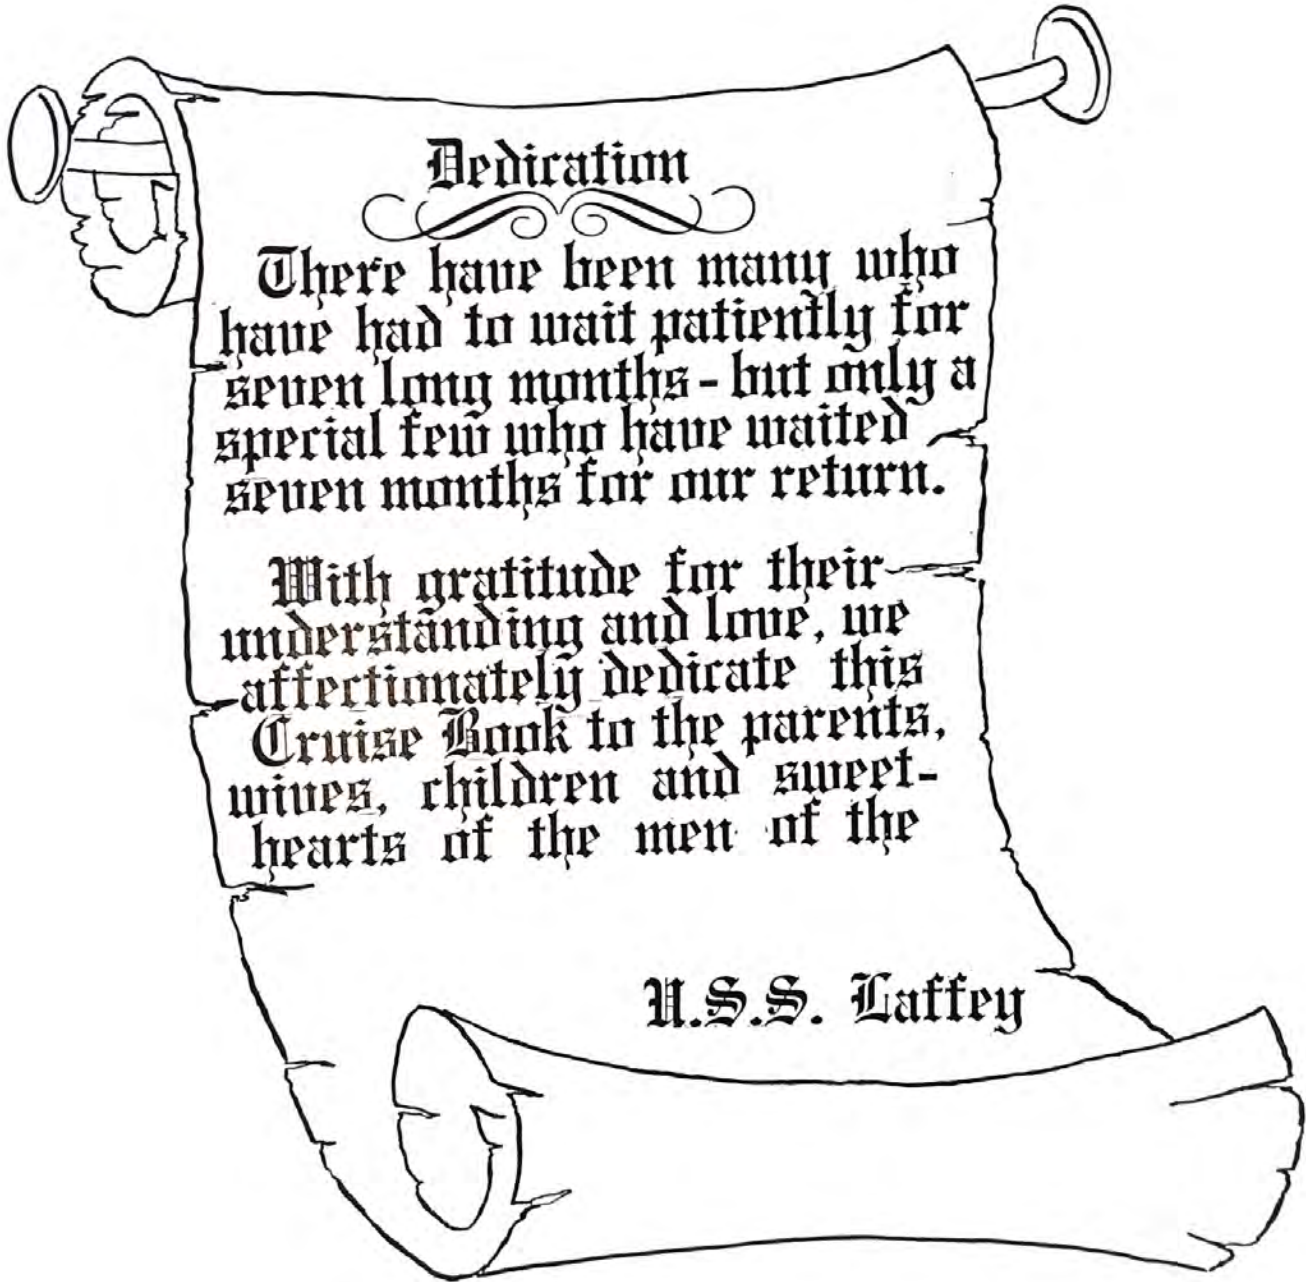 Dedication
There have been many who
have had to wait patiently for
seven long months - but only a
special few who have waited
seven months for our return.
With gratitude for their
understanding and love, we
affectionately dedicate this
Cruise Book to the parents,
wives, children and sweet-
hearts of the men of the
U.S.S. Laffey